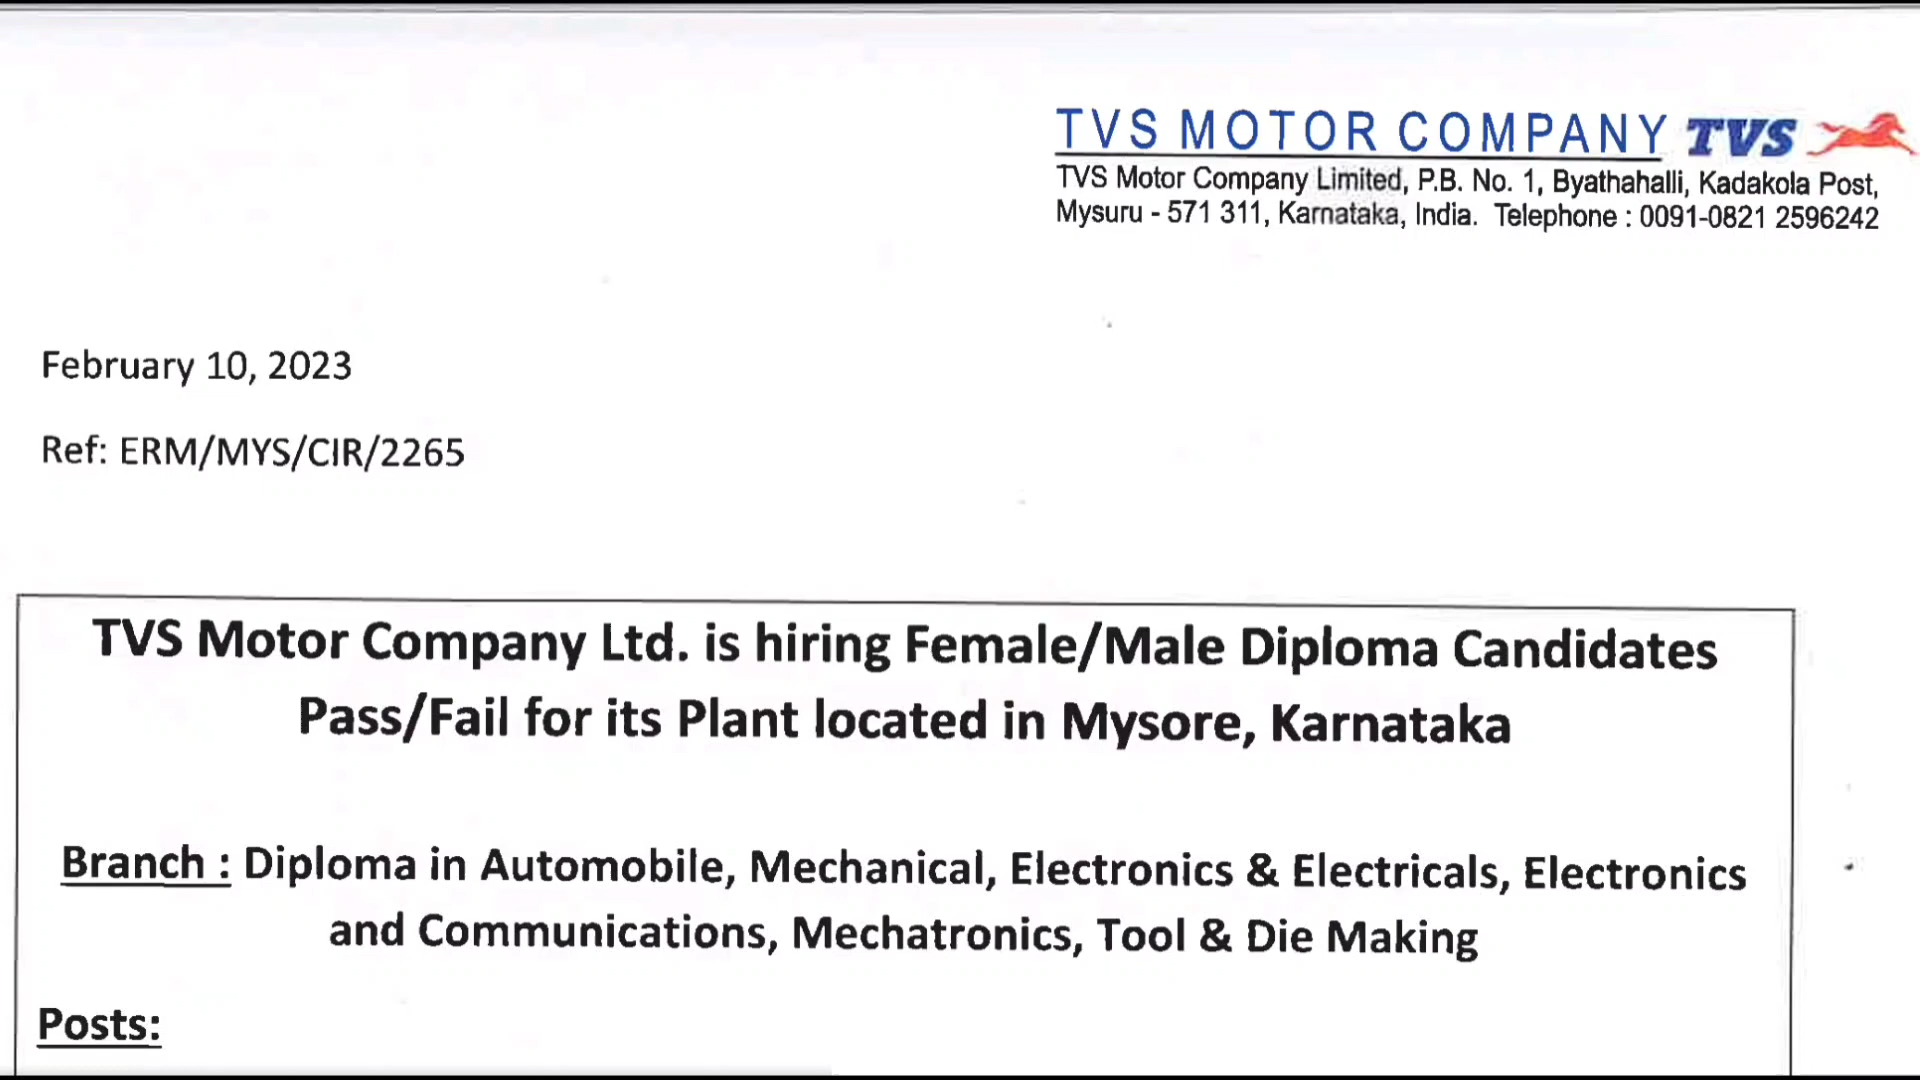 TVS MOTOR COMPANY TVS
TVS Motor Company Limited, P.B. No. 1, Byathahalli, Kadakola Post,
Mysuru - 571 311, Karnataka, India. Telephone : 0091-0821 2596242
February 10, 2023
Ref: ERM/MYS/CIR/2265
TVS Motor Company Ltd. is hiring Female/Male Diploma Candidates
Pass/Fail for its Plant located in Mysore, Karnataka
Branch : Diploma in Automobile, Mechanical, Electronics & Electricals, Electronics
and Communications, Mechatronics, Tool & Die Making
Posts: